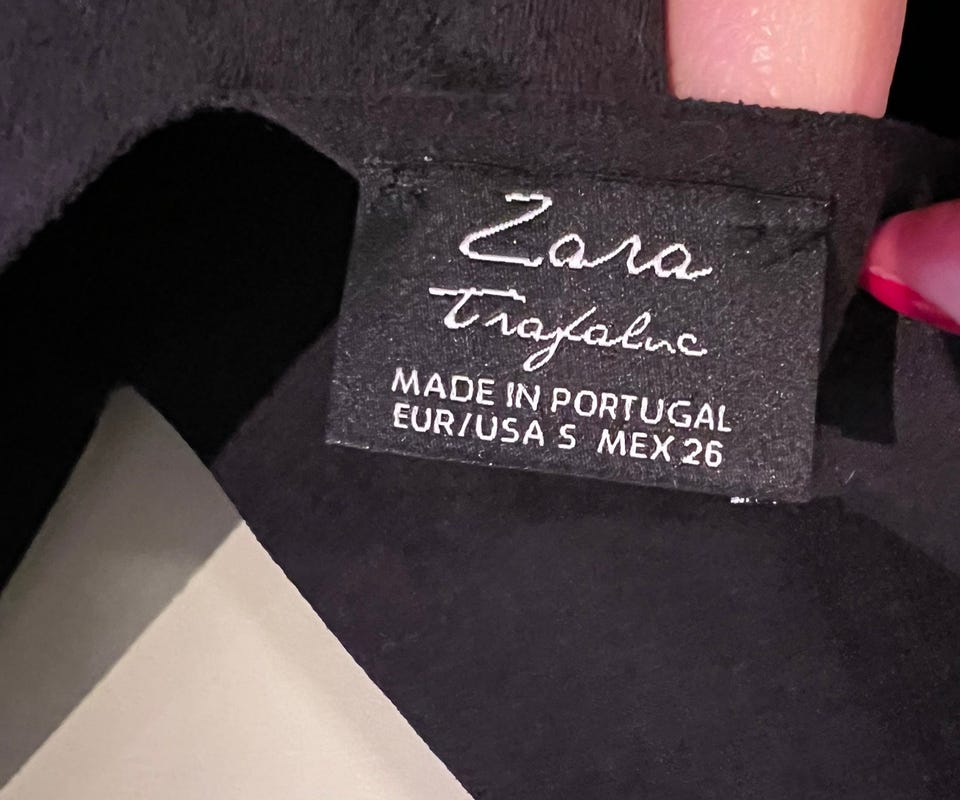 Zara
Trafaluc
MADE IN PORTUGAL
EUR/USA S MEX 26